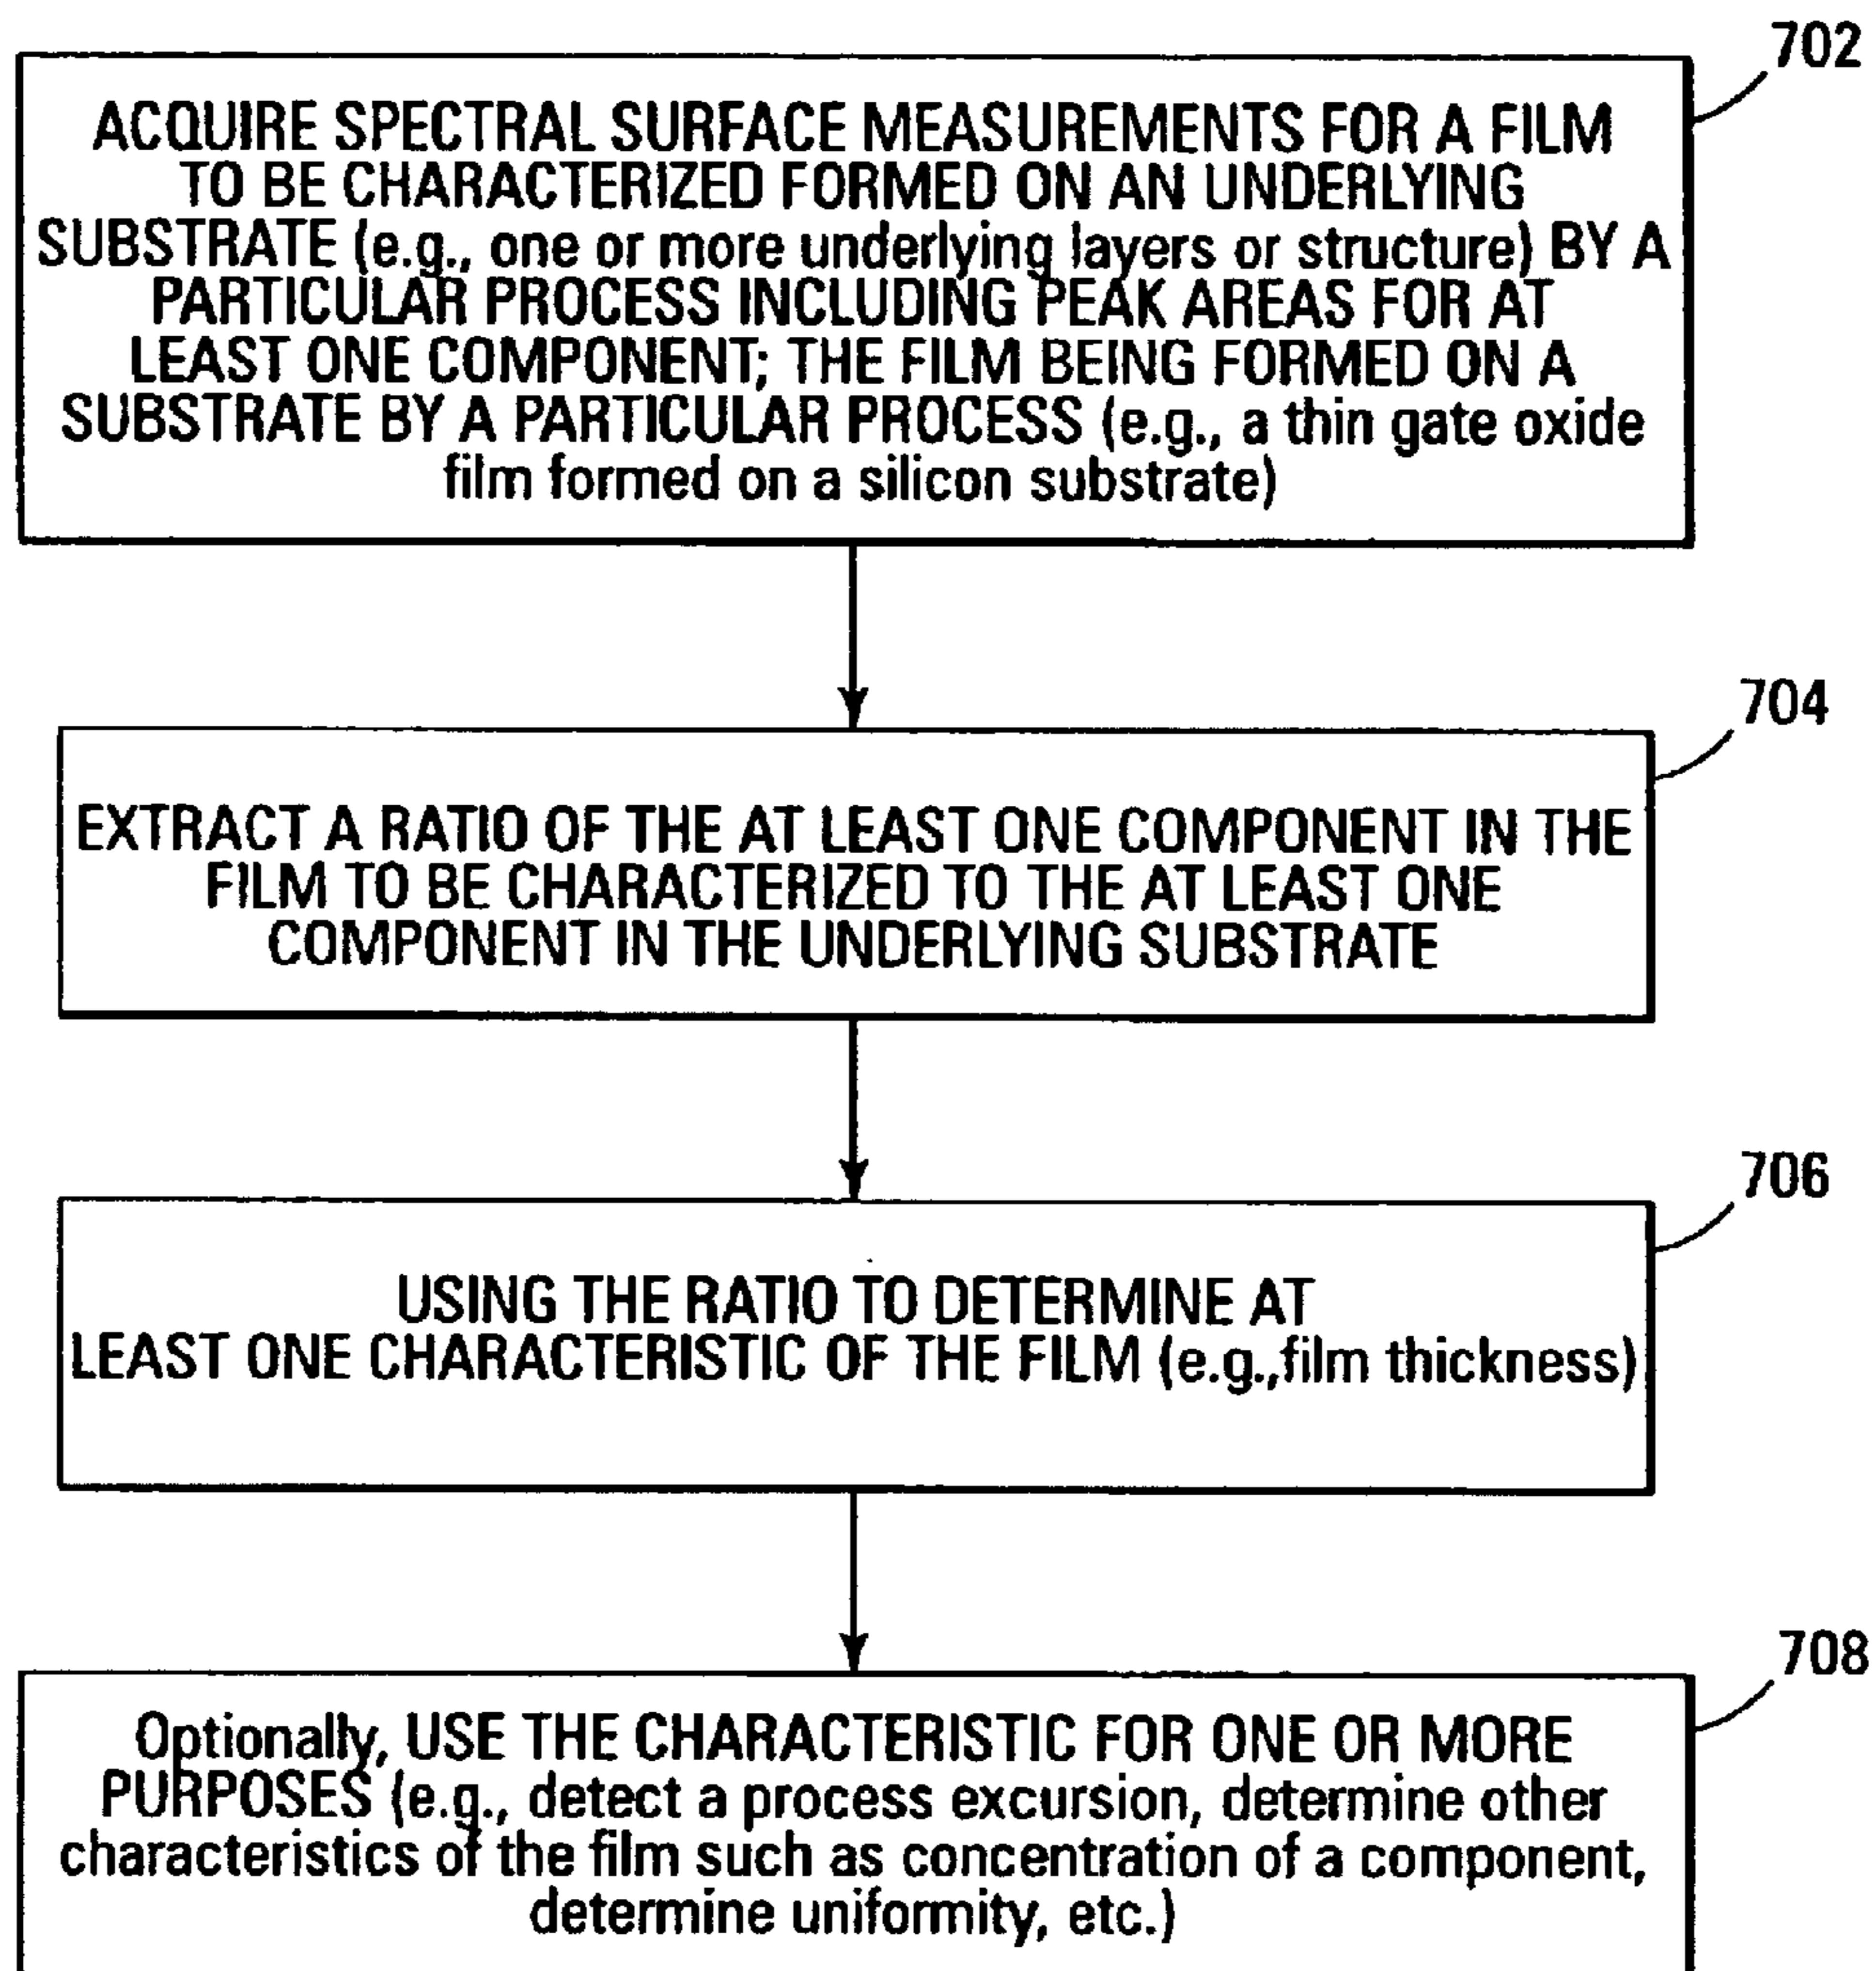 702
ACQUIRE SPECTRAL SURFACE MEASUREMENTS FOR A FILM
TO BE CHARACTERIZED FORMED ON AN UNDERLYING
SUBSTRATE (e.g., one or more underlying layers or structure) BY A
PARTICULAR PROCESS INCLUDING PEAK AREAS FOR AT
LEAST ONE COMPONENT; THE FILM BEING FORMED ON A
SUBSTRATE BY A PARTICULAR PROCESS (e.g., a thin gate oxide
film formed on a silicon substrate)
704
EXTRACT A RATIO OF THE AT LEAST ONE COMPONENT IN THE
FILM TO BE CHARACTERIZED TO THE AT LEAST ONE
COMPONENT IN THE UNDERLYING SUBSTRATE
706
USING THE RATIO TO DETERMINE AT
LEAST ONE CHARACTERISTIC OF THE FILM (e.g.,film thickness)
708
Optionally, USE THE CHARACTERISTIC FOR ONE OR MORE
PURPOSES (e.g., detect a process excursion, determine other
characteristics of the film such as concentration of a component,
determine uniformity, etc.)